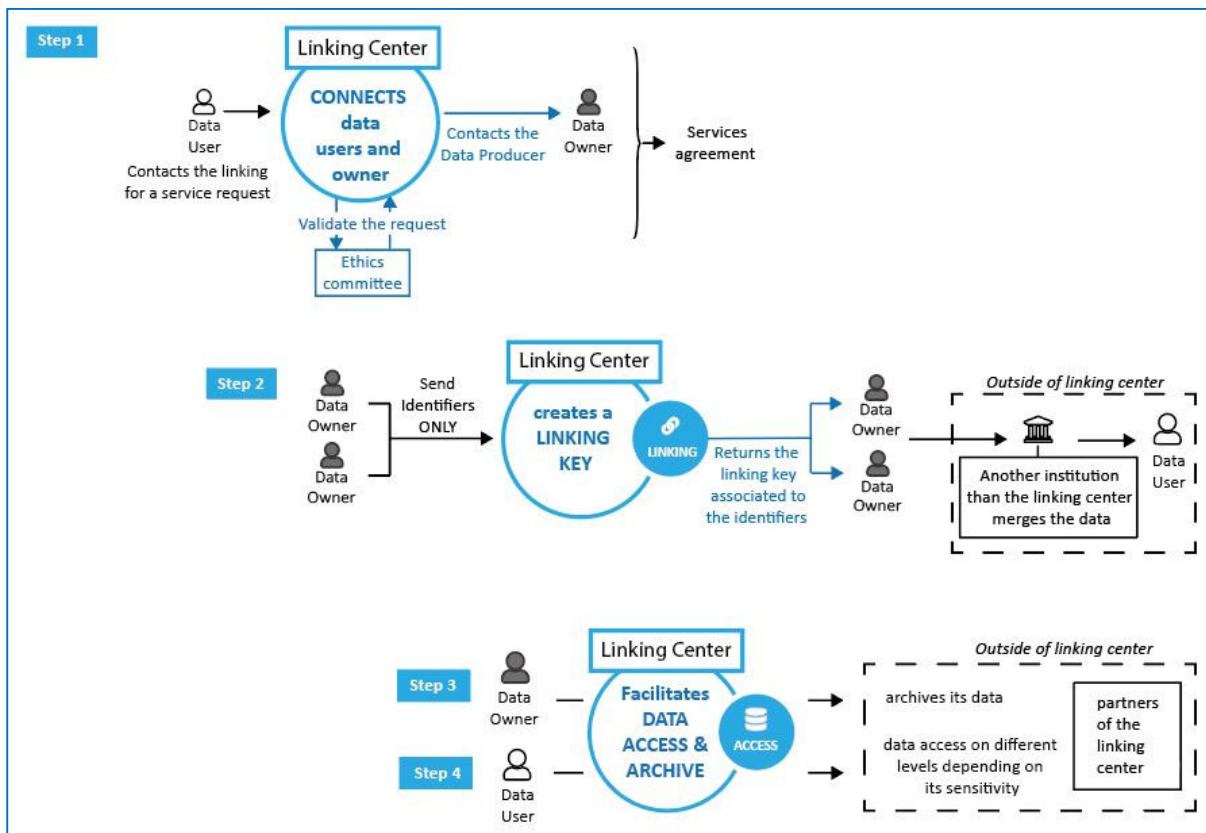 Step 1
Linking Center
CONNECTS
data
users and
owner
Data
User
Contacts the linking
for a service request
Contacts the
Data Producer
Data
Owner
Services
agreement
Validate the request
Ethics
committee
Step 2
Linking Center
Data
Owner
Data
Owner
Send
Identifiers
ONLY
creates a
LINKING
KEY
LINKING
Returns the
linking key
associated to
the identifiers
Data
Owner
Data
Owner
Outside of linking center
Another institution
than the linking center
merges the data
Data
User
Linking Center
Step 3
Data
Owner
Step 4
Data
User
Facilitates
DATA
ACCESS &
ARCHIVE
ACCESS
Outside of linking center
archives its data
data access on different
levels depending on
its sensitivity
partners
of the
linking
center